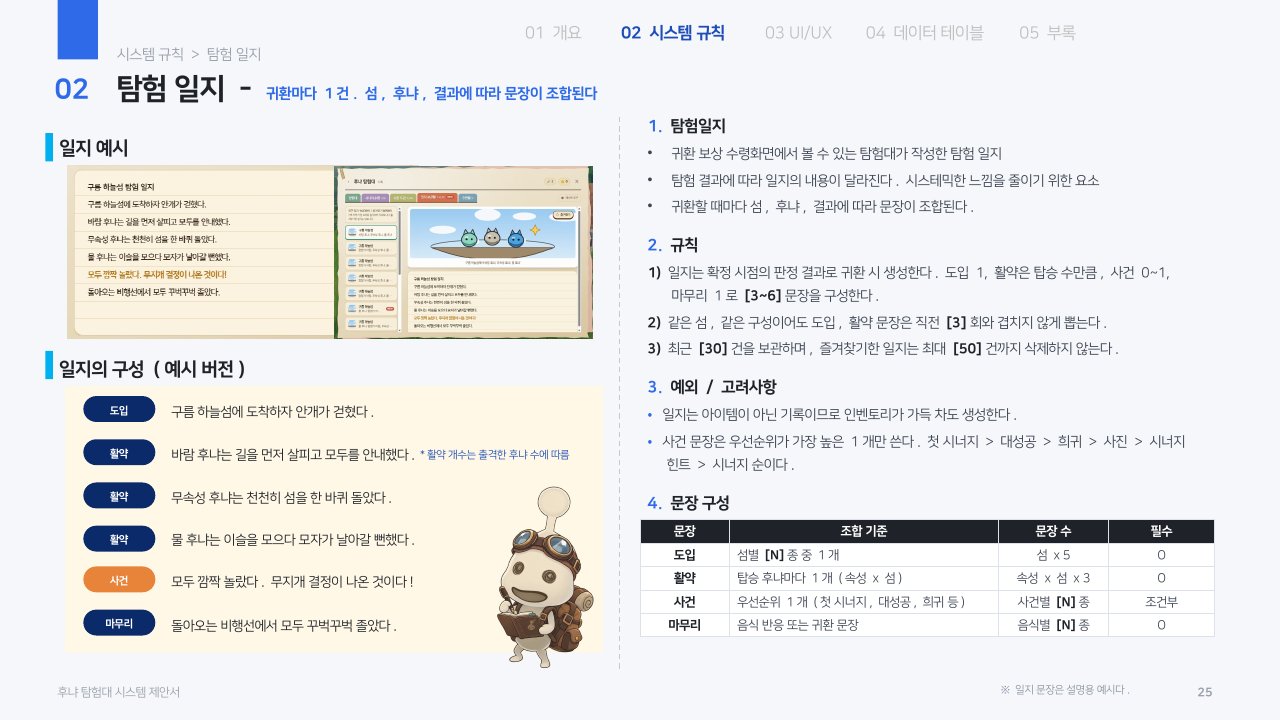 01 개요
02 시스템 규칙
03 UI/UX
04 데이터 테이블
05 부록
시스템 규칙 > 탐험 일지
02 탐험 일지 - 귀환마다 1건. 섬, 후냐, 결과에 따라 문장이 조합된다
일지 예시
구름 하늘섬 탐험 일지
구름 하늘섬에 도착하자 안개가 걷혔다.
바람 후냐는 길을 먼저 살피고 모두를 안내했다.
무속성 후냐는 천천히 섬을 한 바퀴 돌았다.
물 후냐는 이슬을 모으다 모자가 날아갈 뻔했다.
모두 깜짝 놀랐다. 무지개 결정이 나온 것이다!
돌아오는 비행선에서 모두 꾸벅꾸벅 졸았다.
후냐 탐험대
일지의 구성 (예시 버전)
도입 구름 하늘섬에 도착하자 안개가 걷혔다.
활약 바람 후냐는 길을 먼저 살피고 모두를 안내했다. * 활약 개수는 출격한 후냐 수에 따름
활약 무속성 후냐는 천천히 섬을 한 바퀴 돌았다.
활약 물 후냐는 이슬을 모으다 모자가 날아갈 뻔했다.
사건 모두 깜짝 놀랐다. 무지개 결정이 나온 것이다!
마무리 돌아오는 비행선에서 모두 꾸벅꾸벅 졸았다.
1. 탐험일지
• 귀환 보상 수령화면에서 볼 수 있는 탐험대가 작성한 탐험 일지
• 탐험 결과에 따라 일지의 내용이 달라진다. 시스테믹한 느낌을 줄이기 위한 요소
• 귀환할 때마다 섬, 후냐, 결과에 따라 문장이 조합된다.
2. 규칙
1) 일지는 확정 시점의 판정 결과로 귀환 시 생성한다. 도입 1, 활약은 탑승 수만큼, 사건 0~1,
마무리 1로 [3~6]문장을 구성한다.
2) 같은 섬, 같은 구성이어도 도입, 활약 문장은 직전 [3]회와 겹치지 않게 뽑는다.
3) 최근 [30]건을 보관하며, 즐겨찾기한 일지는 최대 [50]건까지 삭제하지 않는다.
3. 예외 / 고려사항
• 일지는 아이템이 아닌 기록이므로 인벤토리가 가득 차도 생성한다.
• 사건 문장은 우선순위가 가장 높은 1개만 쓴다. 첫 시너지 > 대성공 > 희귀 > 사진 > 시너지
힌트 > 시너지 순이다.
4. 문장 구성
문장 조합 기준 문장 수 필수
도입 섬별 [N]종 중 1개 섬 x 5 O
활약 탑승 후냐마다 1개 (속성 x 섬) 속성 x 섬 x 3 O
사건 우선순위 1개 (첫 시너지, 대성공, 희귀 등) 사건별 [N]종 조건부
마무리 음식 반응 또는 귀환 문장 음식별 [N]종 O
후냐 탐험대 시스템 제안서
※ 일지 문장은 설명용 예시다.
25